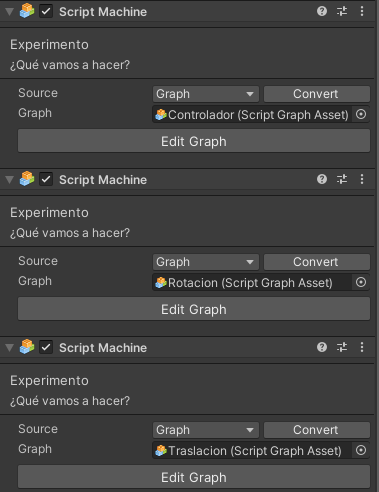 Script Machine
Experimento
¿Qué vamos a hacer?
Source Graph Convert
Graph Controlador (Script Graph Asset)
Edit Graph
Script Machine
Experimento
¿Qué vamos a hacer?
Source Graph Convert
Graph Rotacion (Script Graph Asset)
Edit Graph
Script Machine
Experimento
¿Qué vamos a hacer?
Source Graph Convert
Graph Traslacion (Script Graph Asset)
Edit Graph